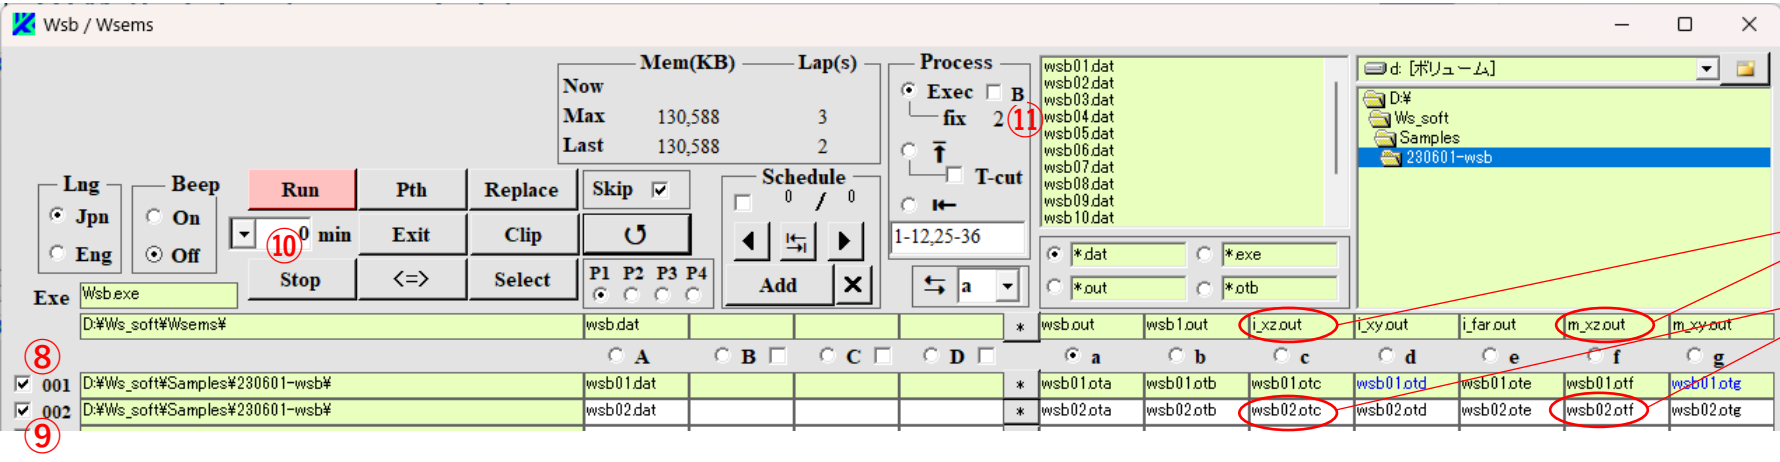 Wsb / Wsems
Mem(KB) Lap(s)
Now
Max 130,588 3
Last 130,588 2
Process
Exec B
fix 2 ⑪
T-cut
1-12,25-36
a
wsb01.dat
wsb02.dat
wsb03.dat
wsb04.dat
wsb05.dat
wsb06.dat
wsb07.dat
wsb08.dat
wsb09.dat
wsb10.dat
*.dat *.exe
*.out *.otb
d: [ボリューム]
D:¥
Ws_soft
Samples
230601-wsb
Lng
Jpn
Eng
Beep
On
Off
Run Pth Replace
⑩ 0 min Exit Clip
Stop <=> Select
Skip
↺
P1 P2 P3 P4
Schedule
0 / 0
Add X
Exe Wsb.exe
D:¥Ws_soft¥Wsems¥ wsb.dat * wsb.out wsb1.out i_xz.out i_xy.out i_far.out m_xz.out m_xy.out
⑧ A B C D a b c d e f g
001 D:¥Ws_soft¥Samples¥230601-wsb¥ wsb01.dat * wsb01.ota wsb01.otb wsb01.otc wsb01.otd wsb01.ote wsb01.otf wsb01.otg
002 D:¥Ws_soft¥Samples¥230601-wsb¥ wsb02.dat * wsb02.ota wsb02.otb wsb02.otc wsb02.otd wsb02.ote wsb02.otf wsb02.otg
⑨